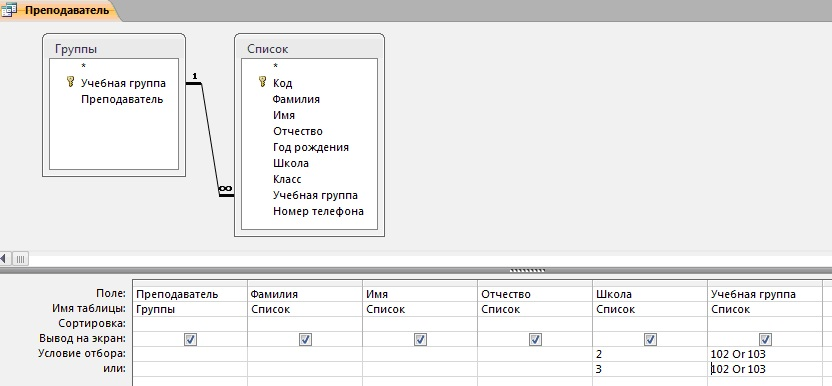 Преподаватель
Группы
*
Учебная группа
Преподаватель
1
∞
Список
*
Код
Фамилия
Имя
Отчество
Год рождения
Школа
Класс
Учебная группа
Номер телефона
Поле: Преподаватель Фамилия Имя Отчество Школа Учебная группа
Имя таблицы: Группы Список Список Список Список Список
Сортировка:
Вывод на экран:
Условие отбора: 2 102 Or 103
или: 3 102 Or 103